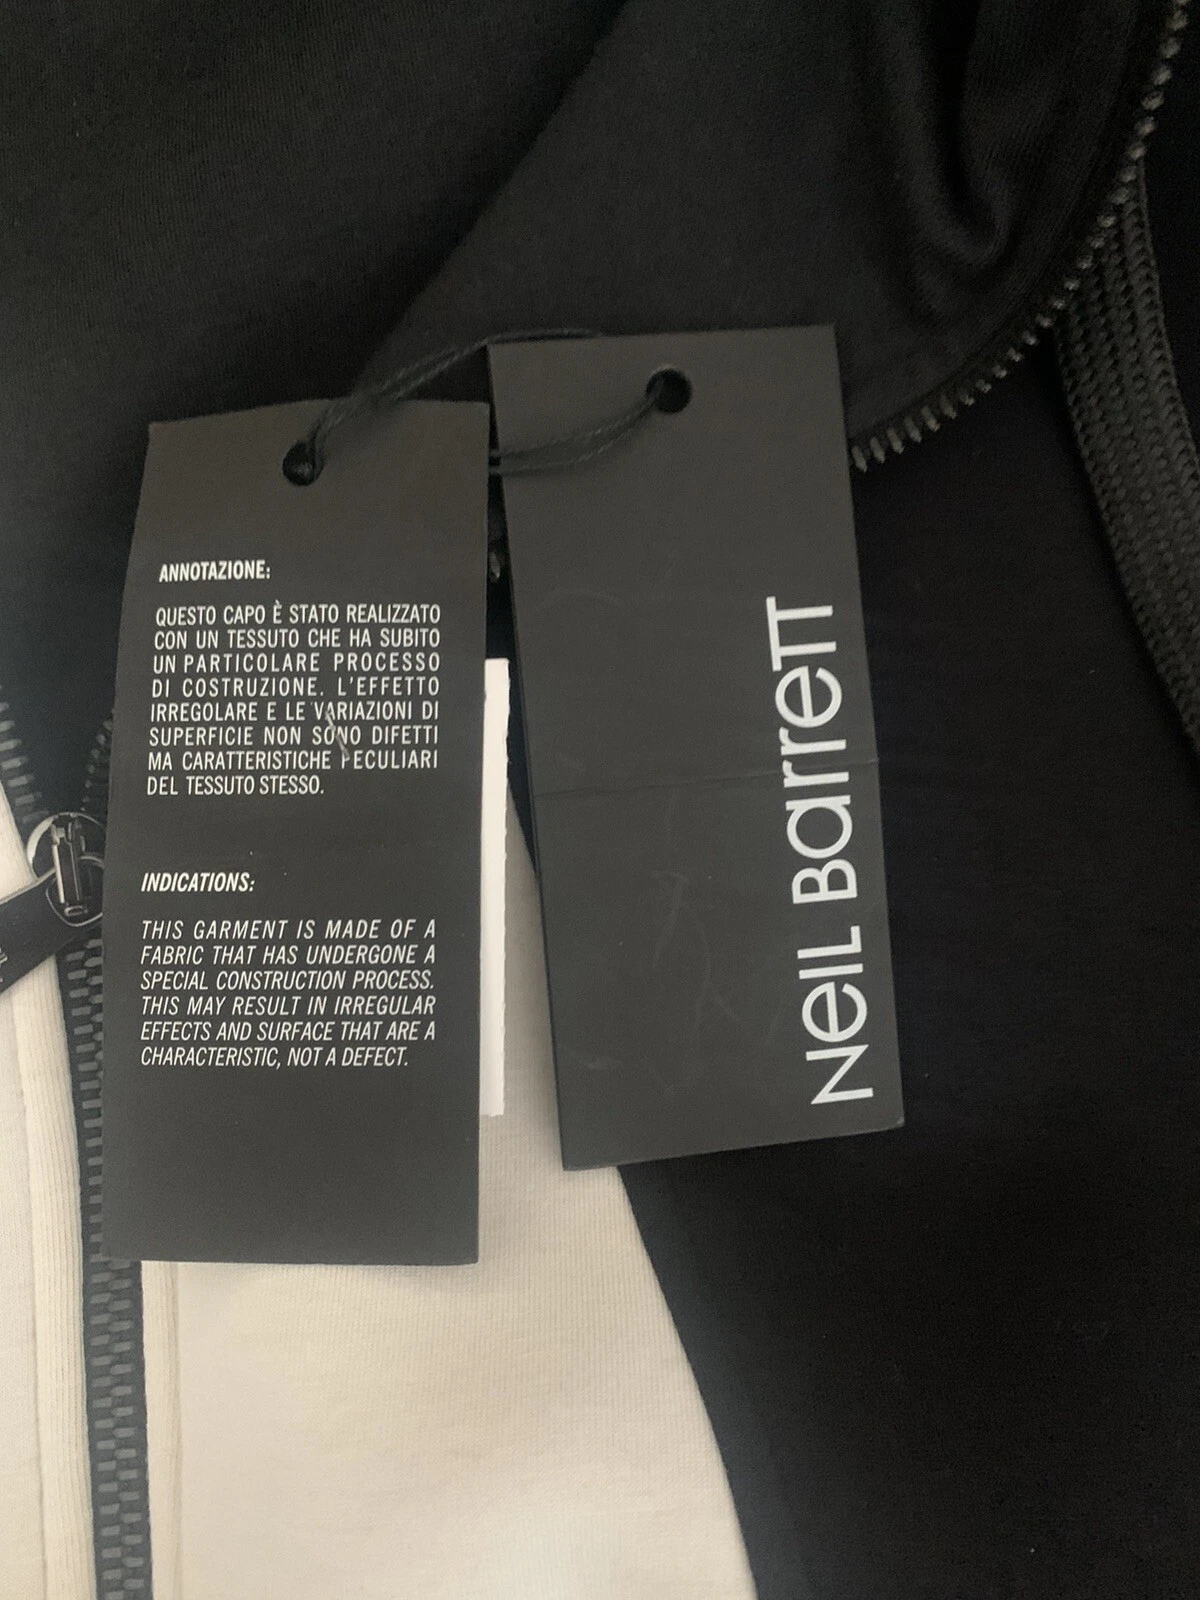 ANNOTAZIONE:
QUESTO CAPO È STATO REALIZZATO
CON UN TESSUTO CHE HA SUBITO
UN PARTICOLARE PROCESSO
DI COSTRUZIONE. L'EFFETTO
IRREGOLARE E LE VARIAZIONI DI
SUPERFICIE NON SONO DIFETTI
MA CARATTERISTICHE PECULIARI
DEL TESSUTO STESSO.
INDICATIONS:
THIS GARMENT IS MADE OF A
FABRIC THAT HAS UNDERGONE A
SPECIAL CONSTRUCTION PROCESS.
THIS MAY RESULT IN IRREGULAR
EFFECTS AND SURFACE THAT ARE A
CHARACTERISTIC, NOT A DEFECT.
NeIL BarreTT